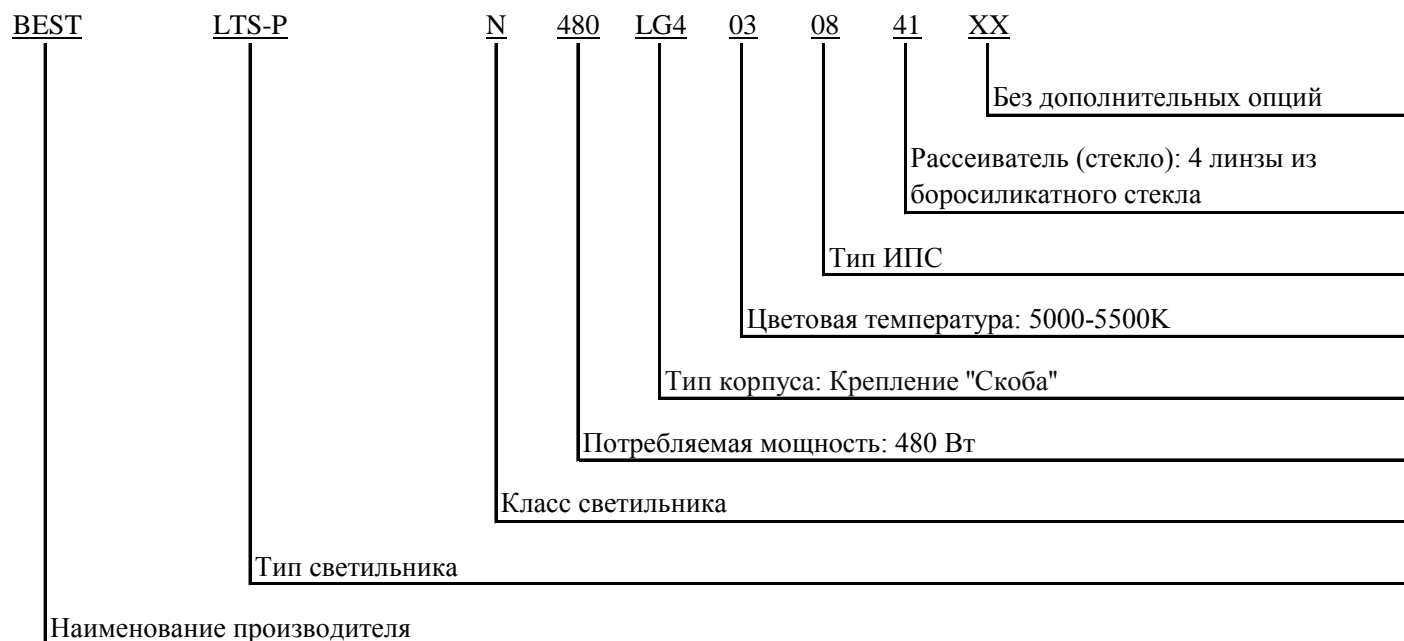 BEST LTS-P N 480 LG4 03 08 41 XX
Без дополнительных опций
Рассеиватель (стекло): 4 линзы из
боросиликатного стекла
Тип ИПС
Цветовая температура: 5000-5500K
Тип корпуса: Крепление "Скоба"
Потребляемая мощность: 480 Вт
Класс светильника
Тип светильника
Наименование производителя